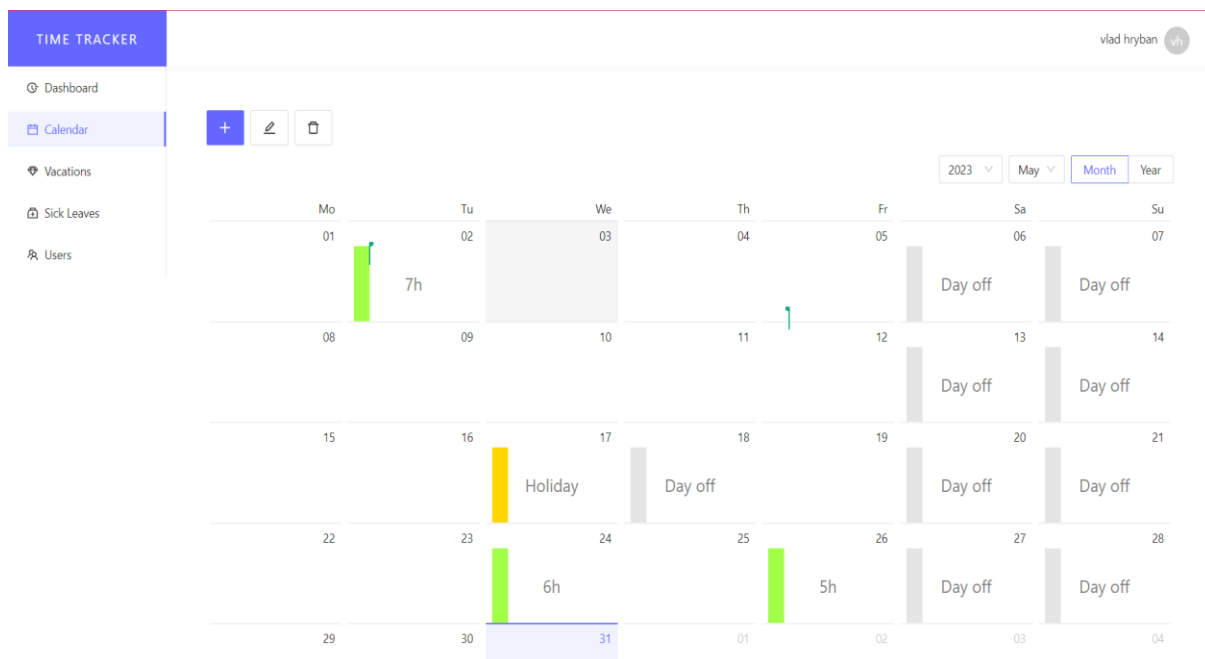 TIME TRACKER
vlad hryban vh
Dashboard
Calendar
Vacations
Sick Leaves
Users
2023 May Month Year
Mo Tu We Th Fr Sa Su
01 02 03 04 05 06 07
7h Day off Day off
08 09 10 11 12 13 14
Day off Day off
15 16 17 18 19 20 21
Holiday Day off Day off Day off
22 23 24 25 26 27 28
6h 5h Day off Day off
29 30 31 01 02 03 04